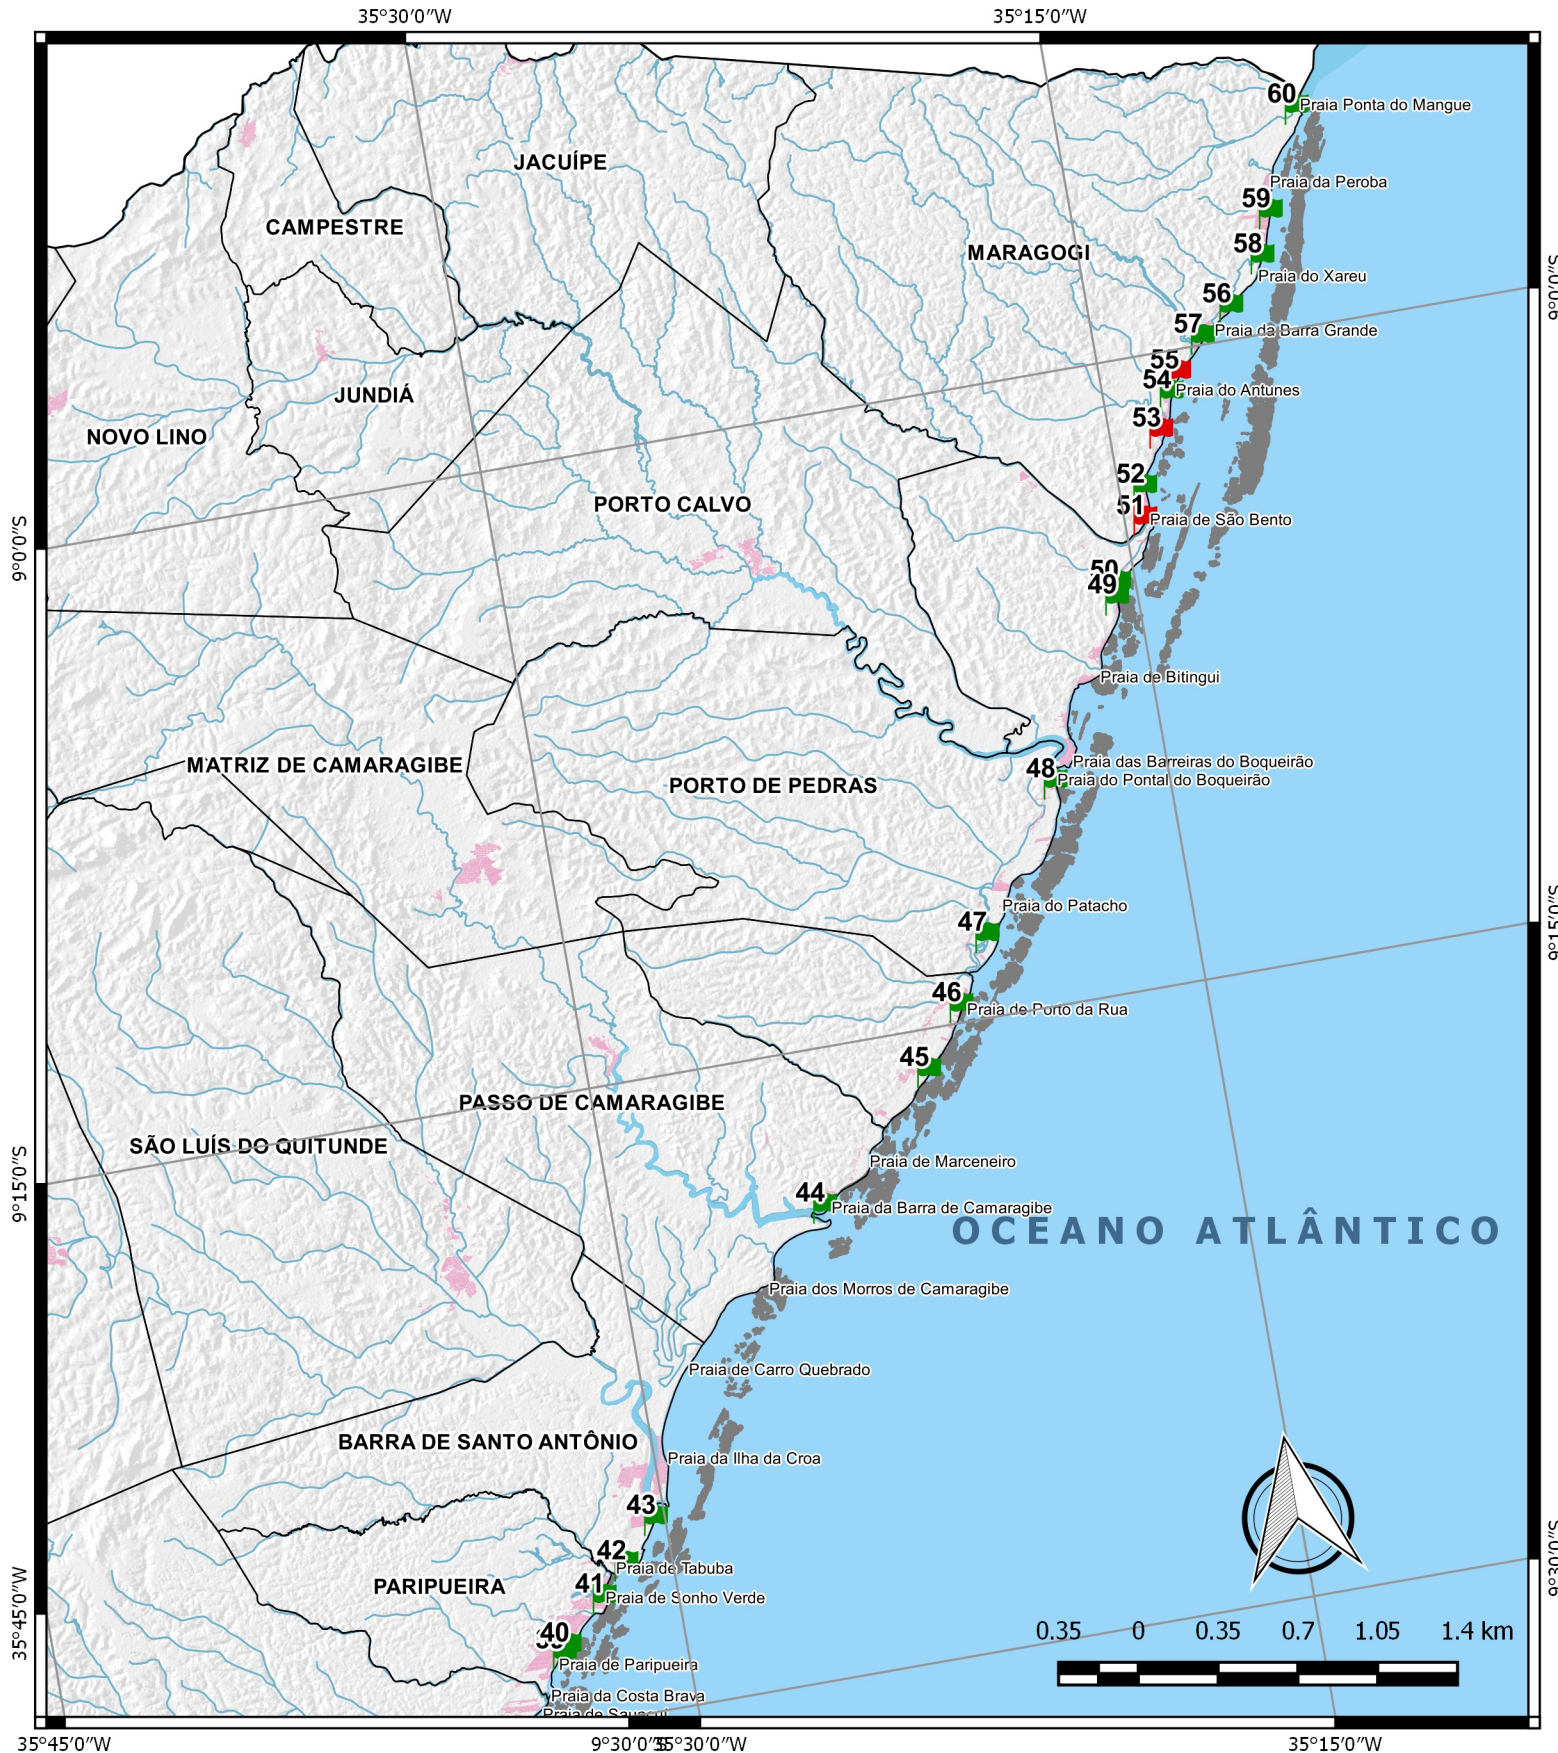 35°30′0″W
35°15′0″W
60
Praia Ponta do Mangue
JACUÍPE
Praia da Peroba
59
CAMPESTRE
58
MARAGOGI
Praia do Xareu
56
57
Praia da Barra Grande
55
54
Praia do Antunes
JUNDIÁ
53
NOVO LINO
52
PORTO CALVO
51
Praia de São Bento
9°0′0″S
50
49
Praia de Bitingui
MATRIZ DE CAMARAGIBE
Praia das Barreiras do Boqueirão
48
Praia do Pontal do Boqueirão
PORTO DE PEDRAS
Praia do Patacho
47
46
Praia de Porto da Rua
45
PASSO DE CAMARAGIBE
SÃO LUÍS DO QUITUNDE
Praia de Marceneiro
9°15′0″S
44
Praia da Barra de Camaragibe
OCEANO ATLÂNTICO
Praia dos Morros de Camaragibe
Praia de Carro Quebrado
BARRA DE SANTO ANTÔNIO
Praia da Ilha da Croa
43
42
Praia de Tabuba
PARIPUEIRA
41
Praia de Sonho Verde
35°45′0″W
40
0.35 0 0.35 0.7 1.05 1.4 km
Praia de Paripueira
Praia da Costa Brava
35°45′0″W
9°30′0″S
35°30′0″W
35°15′0″W